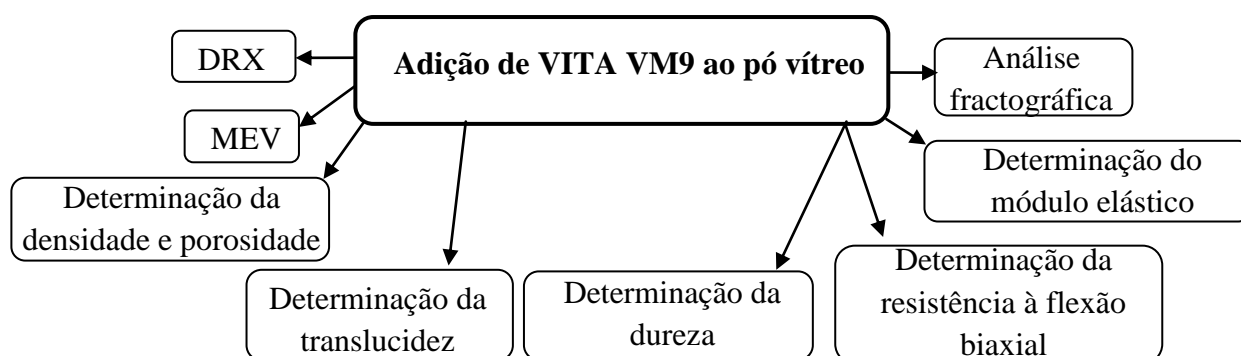 Adição de VITA VM9 ao pó vítreo
DRX
MEV
Determinação da
densidade e porosidade
Determinação da
translucidez
Determinação da
dureza
Determinação da
resistência à flexão
biaxial
Determinação do
módulo elástico
Análise
fractográfica